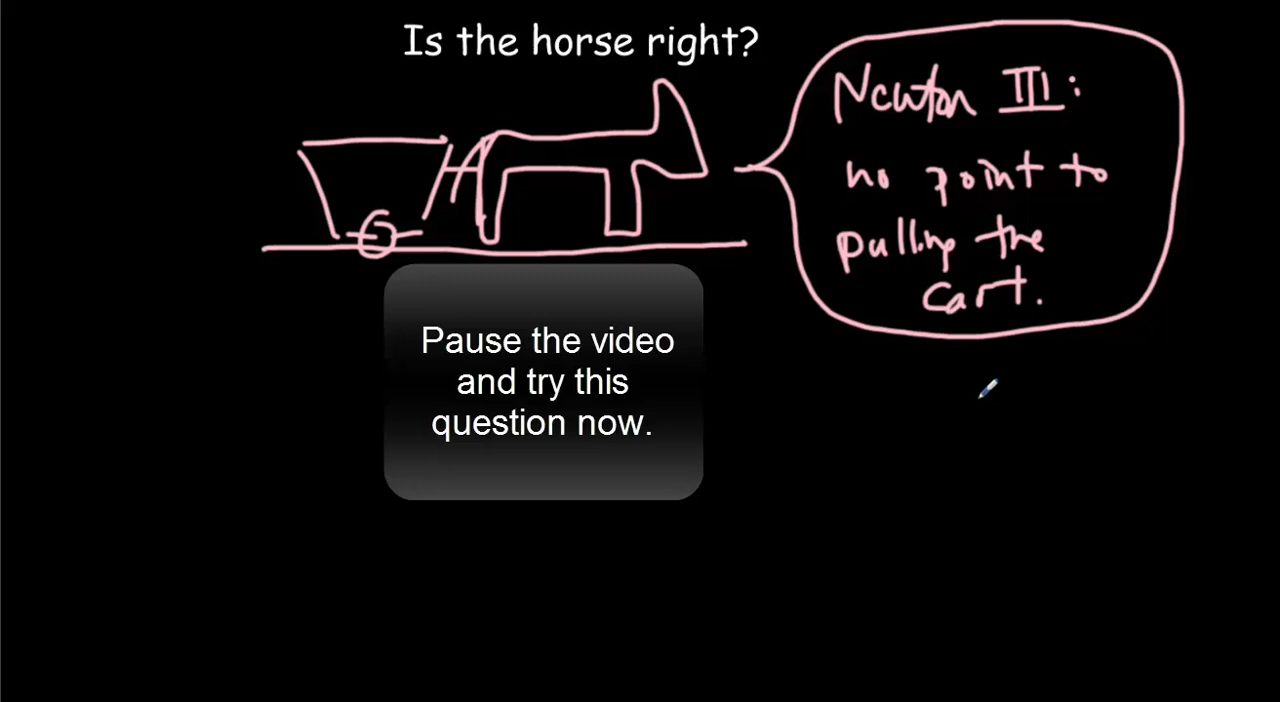 Is the horse right?
Newton III:
no point to
pulling the
cart.
Pause the video
and try this
question now.